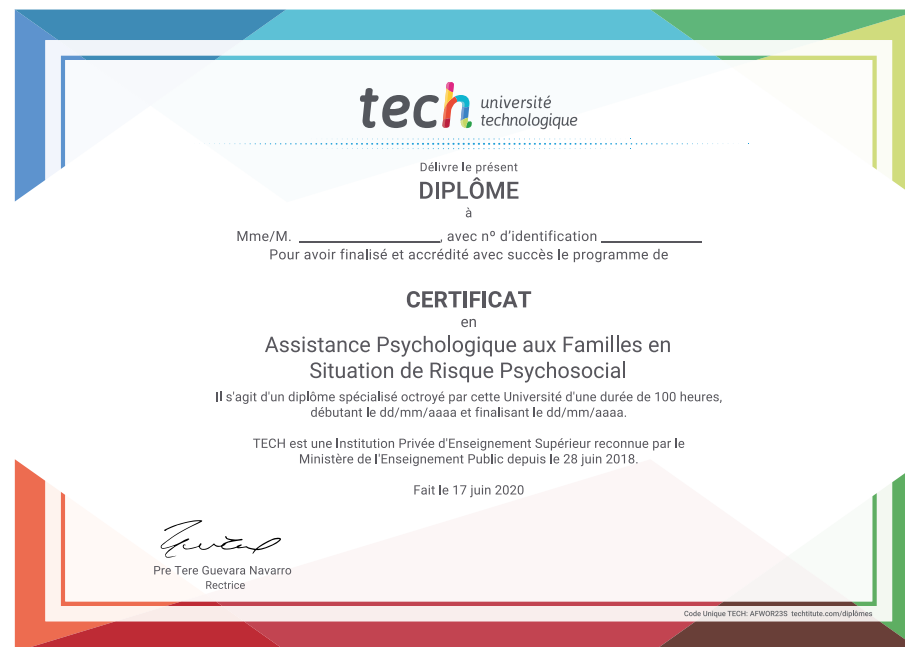 tech université
technologique
Délivre le présent
DIPLÔME
à
Mme/M. ____________________, avec nº d'identification ______________
Pour avoir finalisé et accrédité avec succès le programme de
CERTIFICAT
en
Assistance Psychologique aux Familles en
Situation de Risque Psychosocial
Il s'agit d'un diplôme spécialisé octroyé par cette Université d'une durée de 100 heures,
débutant le dd/mm/aaaa et finalisant le dd/mm/aaaa.
TECH est une Institution Privée d'Enseignement Supérieur reconnue par le
Ministère de l'Enseignement Public depuis le 28 juin 2018.
Fait le 17 juin 2020
Pre Tere Guevara Navarro
Rectrice
Code Unique TECH: AFWOR23S techtitute.com/diplômes